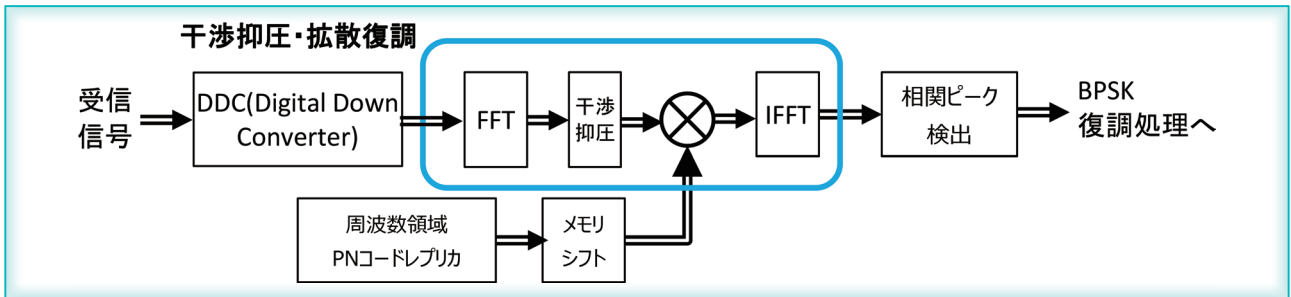 干渉抑圧・拡散復調
受信
信号
DDC(Digital Down
Converter)
FFT
干渉
抑圧
IFFT
相関ピーク
検出
BPSK
復調処理へ
周波数領域
PNコードレプリカ
メモリ
シフト